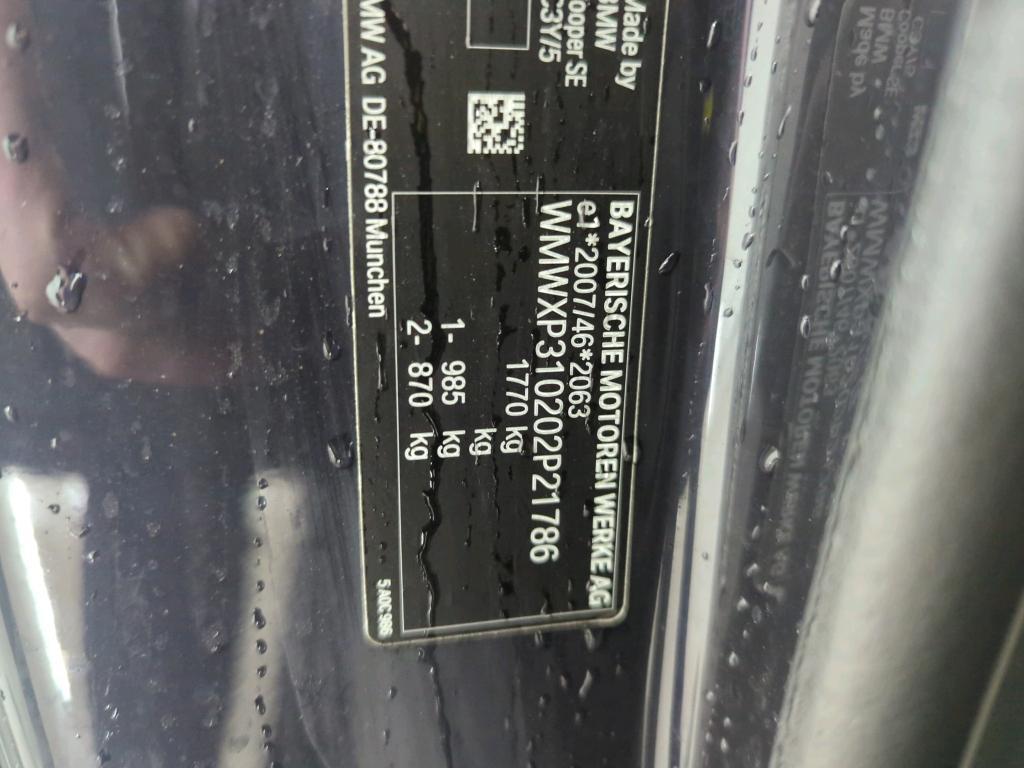 BAYERISCHE MOTOREN WERKE AG
e1*2007/46*2063
WMWXP310202P21786
1770 kg
kg
1- 985 kg
2- 870 kg
Made by
BMW
Cooper SE
C3Y/5
AG DE-80788 Munchen